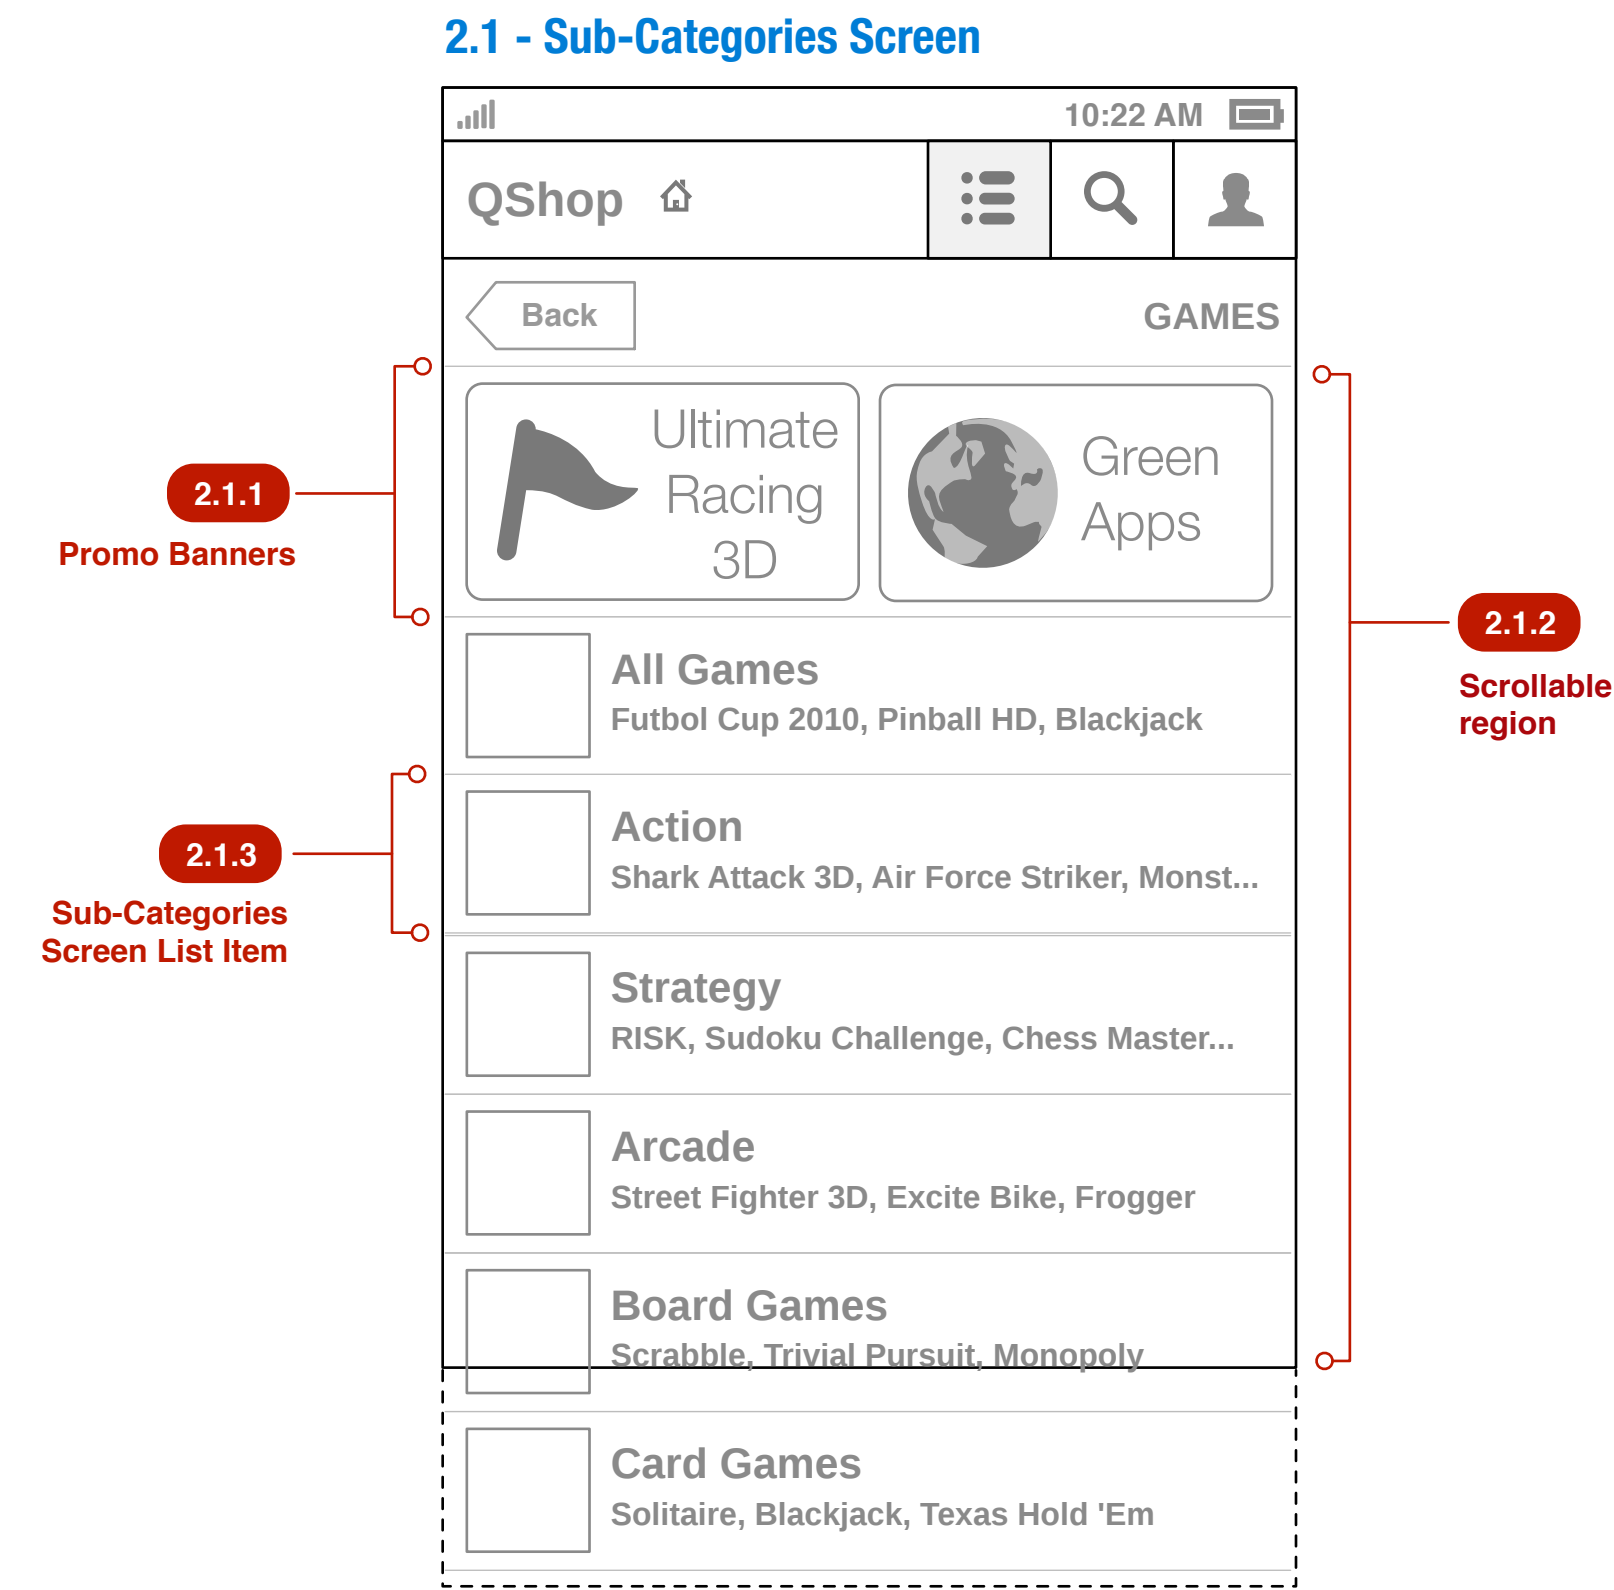 2.1 - Sub-Categories Screen
10:22 AM
QShop
Back
GAMES
Ultimate
Racing
3D
Green
Apps
2.1.1
Promo Banners
2.1.2
Scrollable
region
All Games
Futbol Cup 2010, Pinball HD, Blackjack
2.1.3
Sub-Categories
Screen List Item
Action
Shark Attack 3D, Air Force Striker, Monst...
Strategy
RISK, Sudoku Challenge, Chess Master...
Arcade
Street Fighter 3D, Excite Bike, Frogger
Board Games
Scrabble, Trivial Pursuit, Monopoly
Card Games
Solitaire, Blackjack, Texas Hold 'Em